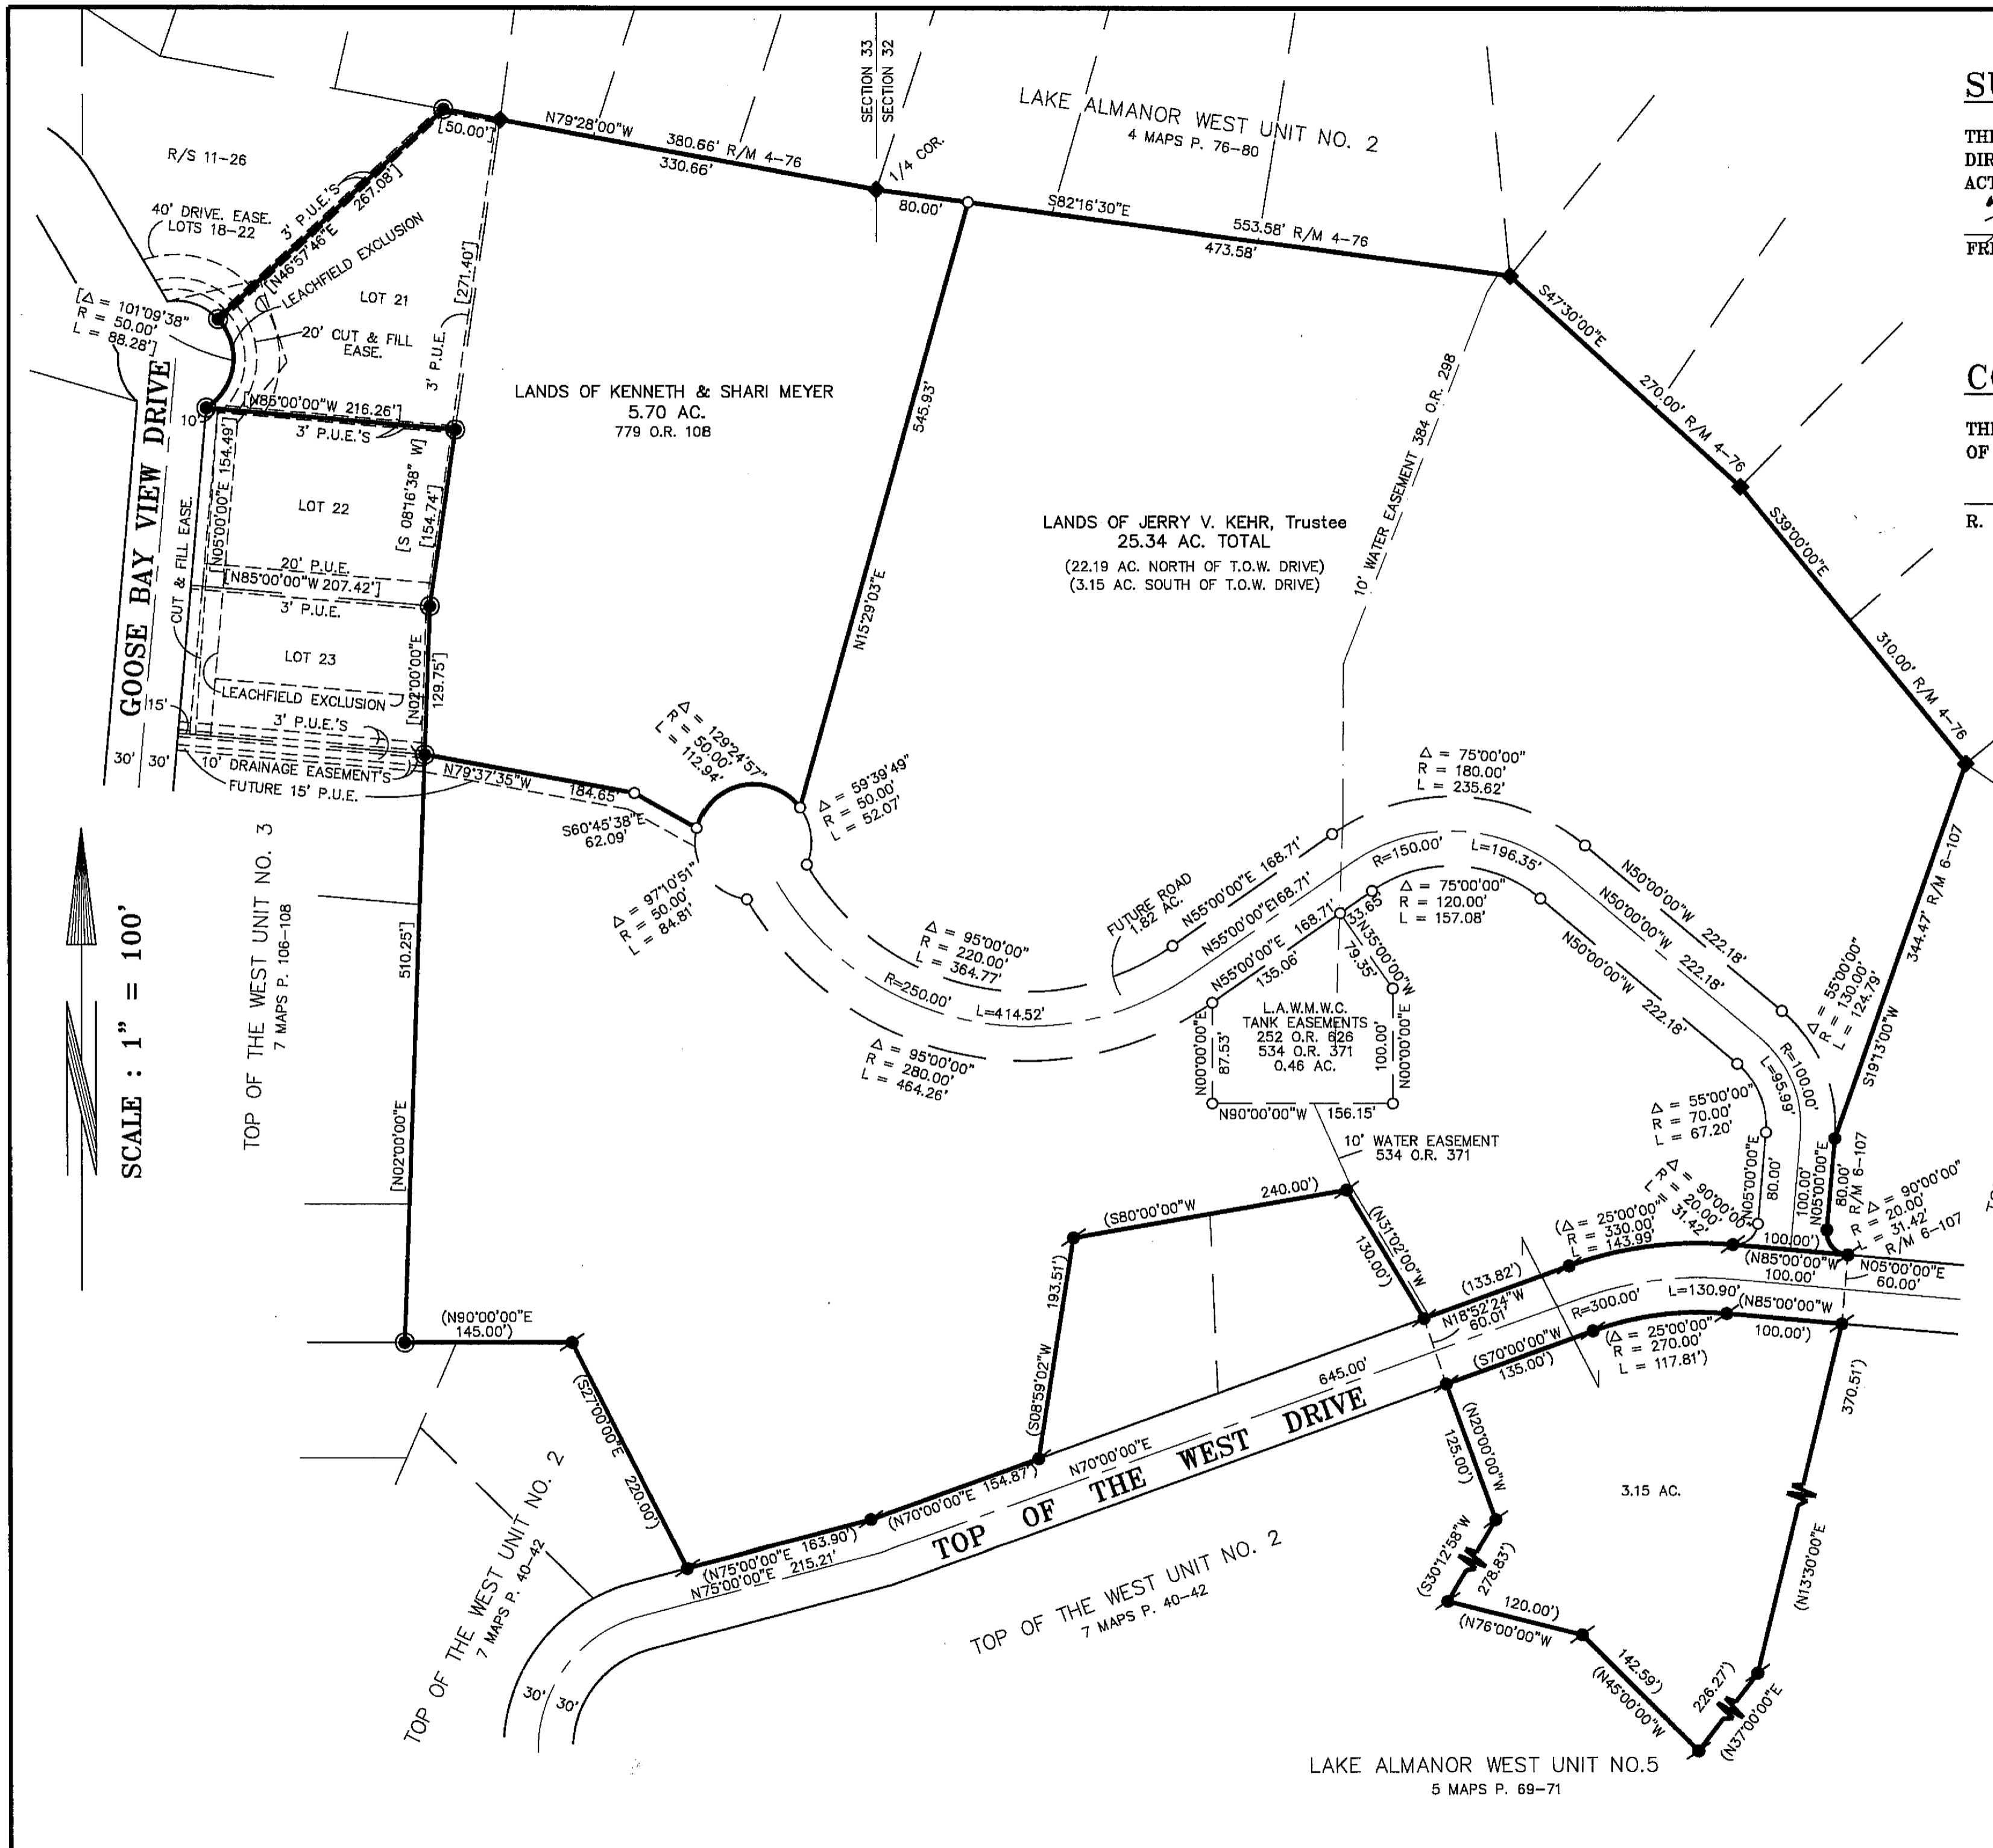 SECTION 33
SECTION 32
LAKE ALMANOR WEST UNIT NO. 2
4 MAPS P. 76-80
R/S 11-26
[50.00']
N79°28'00"W
380.66' R/M 4-76
330.66'
1/4 COR.
80.00'
S82°16'30"E
553.58' R/M 4-76
473.58'
40' DRIVE. EASE.
LOTS 18-22
3' P.U.E.'S
267.08']
[N46°57'46"E
LEACHFIELD EXCLUSION
LOT 21
[271.40']
3' P.U.E.
20' CUT & FILL
EASE.
[Δ = 101°09'38"
R = 50.00'
L = 88.28']
S47°30'00"E
270.00' R/M 4-76
S39°00'00"E
310.00' R/M 4-76
LANDS OF KENNETH & SHARI MEYER
5.70 AC.
779 O.R. 108
545.93'
N15°29'03"E
10' WATER EASEMENT 384 O.R. 298
LANDS OF JERRY V. KEHR, Trustee
25.34 AC. TOTAL
(22.19 AC. NORTH OF T.O.W. DRIVE)
(3.15 AC. SOUTH OF T.O.W. DRIVE)
GOOSE BAY VIEW DRIVE
10'
[N85°00'00"W 216.26']
3' P.U.E.'S
[N05°00'00"E 154.49']
LOT 22
[S 08°16'38" W]
[154.74']
CUT & FILL EASE.
20' P.U.E.
[N85°00'00"W 207.42']
3' P.U.E.
LOT 23
[N02°00'00"E
129.75']
LEACHFIELD EXCLUSION
15'
3' P.U.E.'S
30' 30'
10' DRAINAGE EASEMENT'S
FUTURE 15' P.U.E.
N79°37'35"W
184.65'
S60°45'38"E
62.09'
Δ = 129°24'57"
R = 50.00'
L = 112.94'
Δ = 59°39'49"
R = 50.00'
L = 52.07'
Δ = 97°10'51"
R = 50.00'
L = 84.81'
Δ = 75°00'00"
R = 180.00'
L = 235.62'
SCALE : 1" = 100'
TOP OF THE WEST UNIT NO. 3
7 MAPS P. 106-108
510.25']
[N02°00'00"E
Δ = 95°00'00"
R = 220.00'
L = 364.77'
R=250.00'
L=414.52'
Δ = 95°00'00"
R = 280.00'
L = 464.26'
FUTURE ROAD
1.82 AC.
N55°00'00"E 168.71'
N55°00'00"E168.71'
N55°00'00"E 168.71'
135.06'
33.65'
R=150.00'
L=196.35'
Δ = 75°00'00"
R = 120.00'
L = 157.08'
N35°00'00"W
79.35'
N50°00'00"W
222.18'
N50°00'00"W
222.18'
N50°00'00"W
222.18'
344.47' R/M 6-107
S19°13'00"W
Δ = 55°00'00"
R = 130.00'
L = 124.79'
R=100.00'
L=95.99'
Δ = 55°00'00"
R = 70.00'
L = 67.20'
L.A.W.M.W.C.
TANK EASEMENTS
252 O.R. 626
534 O.R. 371
0.46 AC.
N00°00'00"E
87.53'
100.00'
N00°00'00"E
N90°00'00"W
156.15'
10' WATER EASEMENT
534 O.R. 371
N05°00'00"E
80.00'
100.00'
N05°00'00"E
80.00'
R/M 6-107
Δ = 90°00'00"
R = 20.00'
L = 31.42'
Δ = 90°00'00"
R = 20.00'
L = 31.42'
R/M 6-107
(S80°00'00"W
240.00')
(N31°02'00"W
130.00')
193.51')
(S08°59'02"W
(133.82')
N18°52'24"W
60.01'
(Δ = 25°00'00"
R = 330.00'
L = 143.99'
100.00')
(N85°00'00"W
100.00'
N05°00'00"E
60.00'
R=300.00'
L=130.90'
(N85°00'00"W
100.00')
(S70°00'00"W
135.00')
(Δ = 25°00'00"
R = 270.00'
L = 117.81')
(N90°00'00"E
145.00')
(S27°00'00"E
220.00')
(N75°00'00"E 163.90')
N75°00'00"E 215.21'
(N70°00'00"E 154.87')
N70°00'00"E
645.00'
TOP OF THE WEST DRIVE
(N20°00'00"W
125.00')
3.15 AC.
370.51')
(N13°30'00"E
(S30°12'58"W
278.83')
120.00')
(N76°00'00"W
142.59')
(N45°00'00"W
226.27')
(N37°00'00"E
TOP OF THE WEST UNIT NO. 2
7 MAPS P. 40-42
TOP OF THE WEST UNIT NO. 2
7 MAPS P. 40-42
30' 30'
LAKE ALMANOR WEST UNIT NO.5
5 MAPS P. 69-71
DIR
ACT
OF
R.